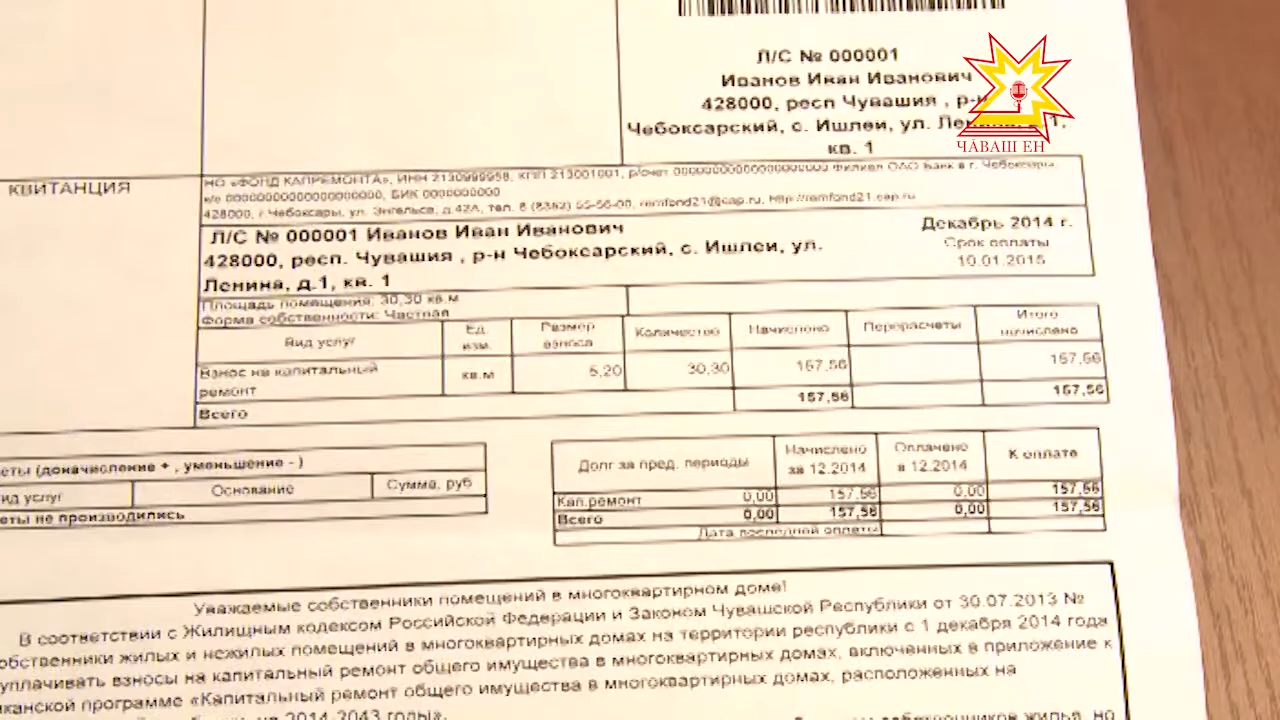 Л/С № 000001
Иванов Иван Иванович
428000, респ Чувашия , р-н
Чебоксарский, с. Ишлеи, ул. Ленина, д.1,
кв. 1
ЧĂВАШ ЕН
КВИТАНЦИЯ
НО «ФОНД КАПРЕМОНТА», ИНН 2130999958, КПП 213001001, р/счет 00000000000000000000 Филиал ОАО Банк в г. Чебоксары,
к/с 00000000000000000000, БИК 0000000000
428000, г Чебоксары, ул. Энгельса, д 42А, тел. 8 (8352) 55-56-00, remfond21@cap.ru, http://remfond21.cap.ru
Л/С № 000001 Иванов Иван Иванович
428000, респ. Чувашия , р-н Чебоксарский, с. Ишлеи, ул.
Ленина, д.1, кв. 1
Декабрь 2014 г.
Срок оплаты
10.01.2015
Площадь помещения: 30,30 кв.м
Форма собственности: Частная
Вид услуг Ед. изм. Размер взноса Количество Начислено Перерасчеты Итого начислено
Взнос на капитальный ремонт кв.м 5,20 30,30 157,56 157,56
Всего 157,56 157,56
еты (доначисление + , уменьшение - )
ид услуг Основание Сумма, руб
еты не производились
Долг за пред. периоды Начислено за 12.2014 Оплачено в 12.2014 К оплате
Кап.ремонт 0,00 157,56 0,00 157,56
Всего 0,00 157,56 0,00 157,56
Дата последней оплаты
Уважаемые собственники помещений в многоквартирном доме!
В соответствии с Жилищным кодексом Российской Федерации и Законом Чувашской Республики от 30.07.2013 №
обственники жилых и нежилых помещений в многоквартирных домах на территории республики с 1 декабря 2014 года
уплачивать взносы на капитальный ремонт общего имущества в многоквартирных домах, включенных в приложение к
иканской программе «Капитальный ремонт общего имущества в многоквартирных домах, расположенных на
2014-2043 годы».
собственников жилья, но